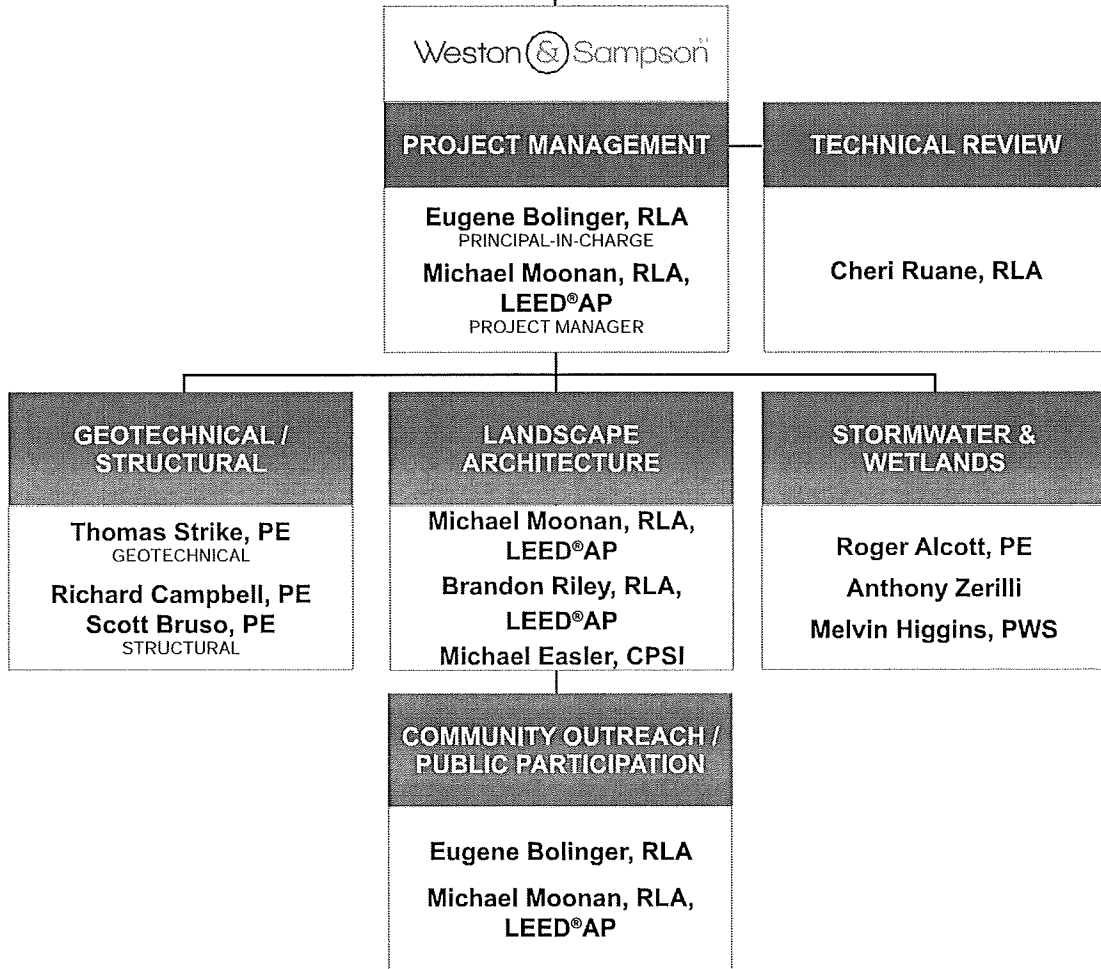 Weston & Sampson
PROJECT MANAGEMENT
Eugene Bolinger, RLA
PRINCIPAL-IN-CHARGE
Michael Moonan, RLA,
LEED®AP
PROJECT MANAGER
TECHNICAL REVIEW
Cheri Ruane, RLA
GEOTECHNICAL /
STRUCTURAL
Thomas Strike, PE
GEOTECHNICAL
Richard Campbell, PE
Scott Bruso, PE
STRUCTURAL
LANDSCAPE
ARCHITECTURE
Michael Moonan, RLA,
LEED®AP
Brandon Riley, RLA,
LEED®AP
Michael Easler, CPSI
STORMWATER &
WETLANDS
Roger Alcott, PE
Anthony Zerilli
Melvin Higgins, PWS
COMMUNITY OUTREACH /
PUBLIC PARTICIPATION
Eugene Bolinger, RLA
Michael Moonan, RLA,
LEED®AP